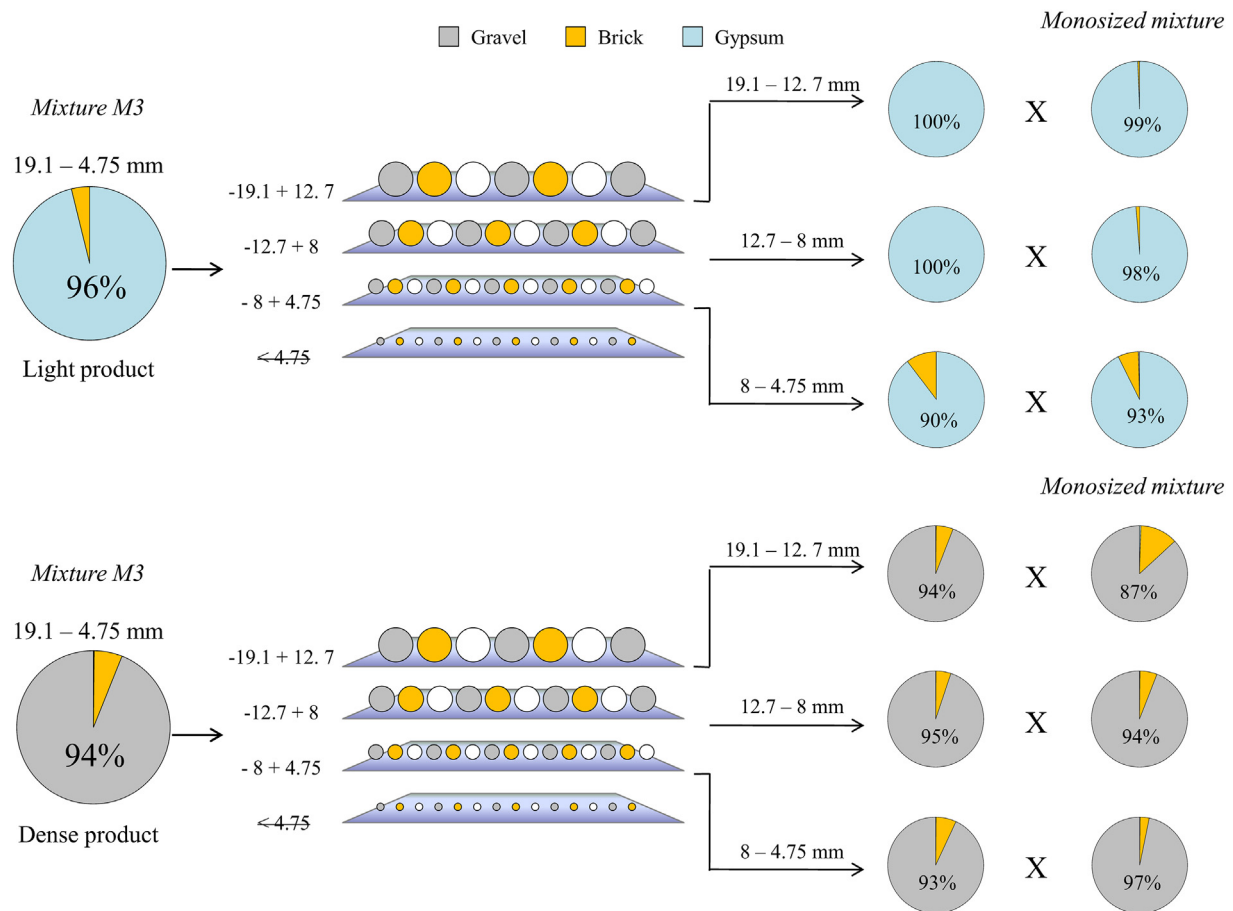 Monosized mixture
Gravel
Brick
Gypsum
19.1 – 12. 7 mm
Mixture M3
100%
X
99%
19.1 – 4.75 mm
-19.1 + 12. 7
12.7 – 8 mm
-12.7 + 8
100%
X
98%
96%
- 8 + 4.75
< 4.75
Light product
8 – 4.75 mm
90%
X
93%
Monosized mixture
19.1 – 12. 7 mm
Mixture M3
94%
X
87%
19.1 – 4.75 mm
-19.1 + 12. 7
12.7 – 8 mm
-12.7 + 8
95%
X
94%
94%
- 8 + 4.75
< 4.75
Dense product
8 – 4.75 mm
93%
X
97%